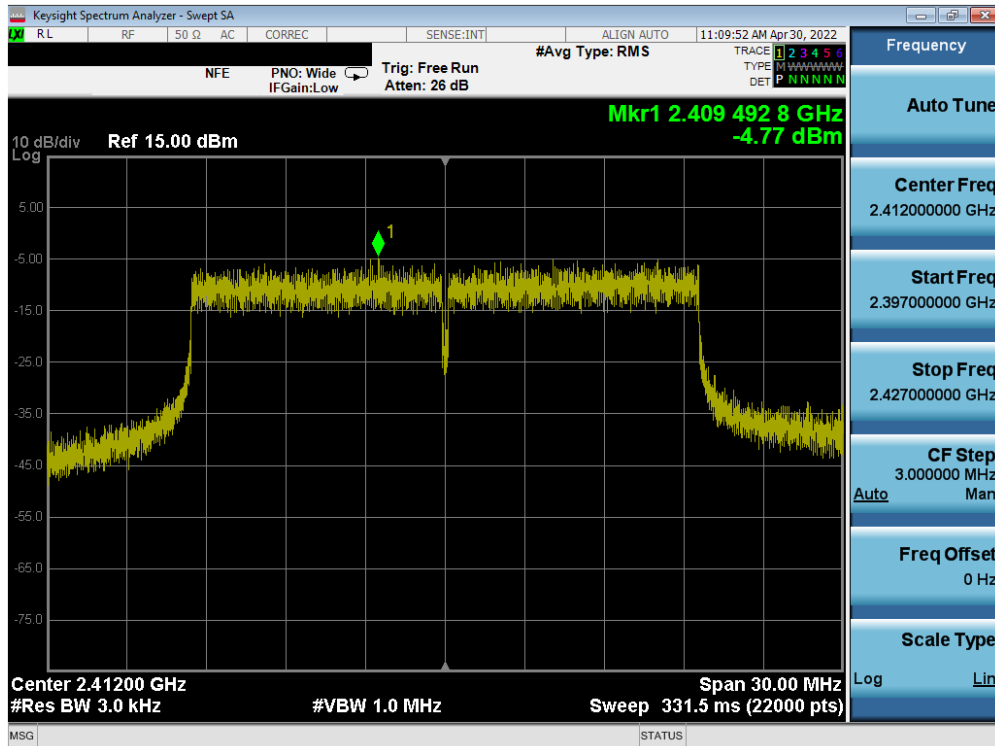 Keysight Spectrum Analyzer - Swept SA
LXI RL RF 50 Ω AC CORREC SENSE:INT ALIGN AUTO 11:09:52 AM Apr 30, 2022
#Avg Type: RMS TRACE 1 2 3 4 5 6
NFE PNO: Wide Trig: Free Run TYPE M WWWWW
IFGain:Low Atten: 26 dB DET P N N N N N
Mkr1 2.409 492 8 GHz
-4.77 dBm
10 dB/div Ref 15.00 dBm
Log
5.00
1
-5.00
-15.0
-25.0
-35.0
-45.0
-55.0
-65.0
-75.0
Center 2.41200 GHz Span 30.00 MHz
#Res BW 3.0 kHz #VBW 1.0 MHz Sweep 331.5 ms (22000 pts)
MSG STATUS
Frequency
Auto Tune
Center Freq
2.412000000 GHz
Start Freq
2.397000000 GHz
Stop Freq
2.427000000 GHz
CF Step
3.000000 MHz
Auto Man
Freq Offset
0 Hz
Scale Type
Log Lin